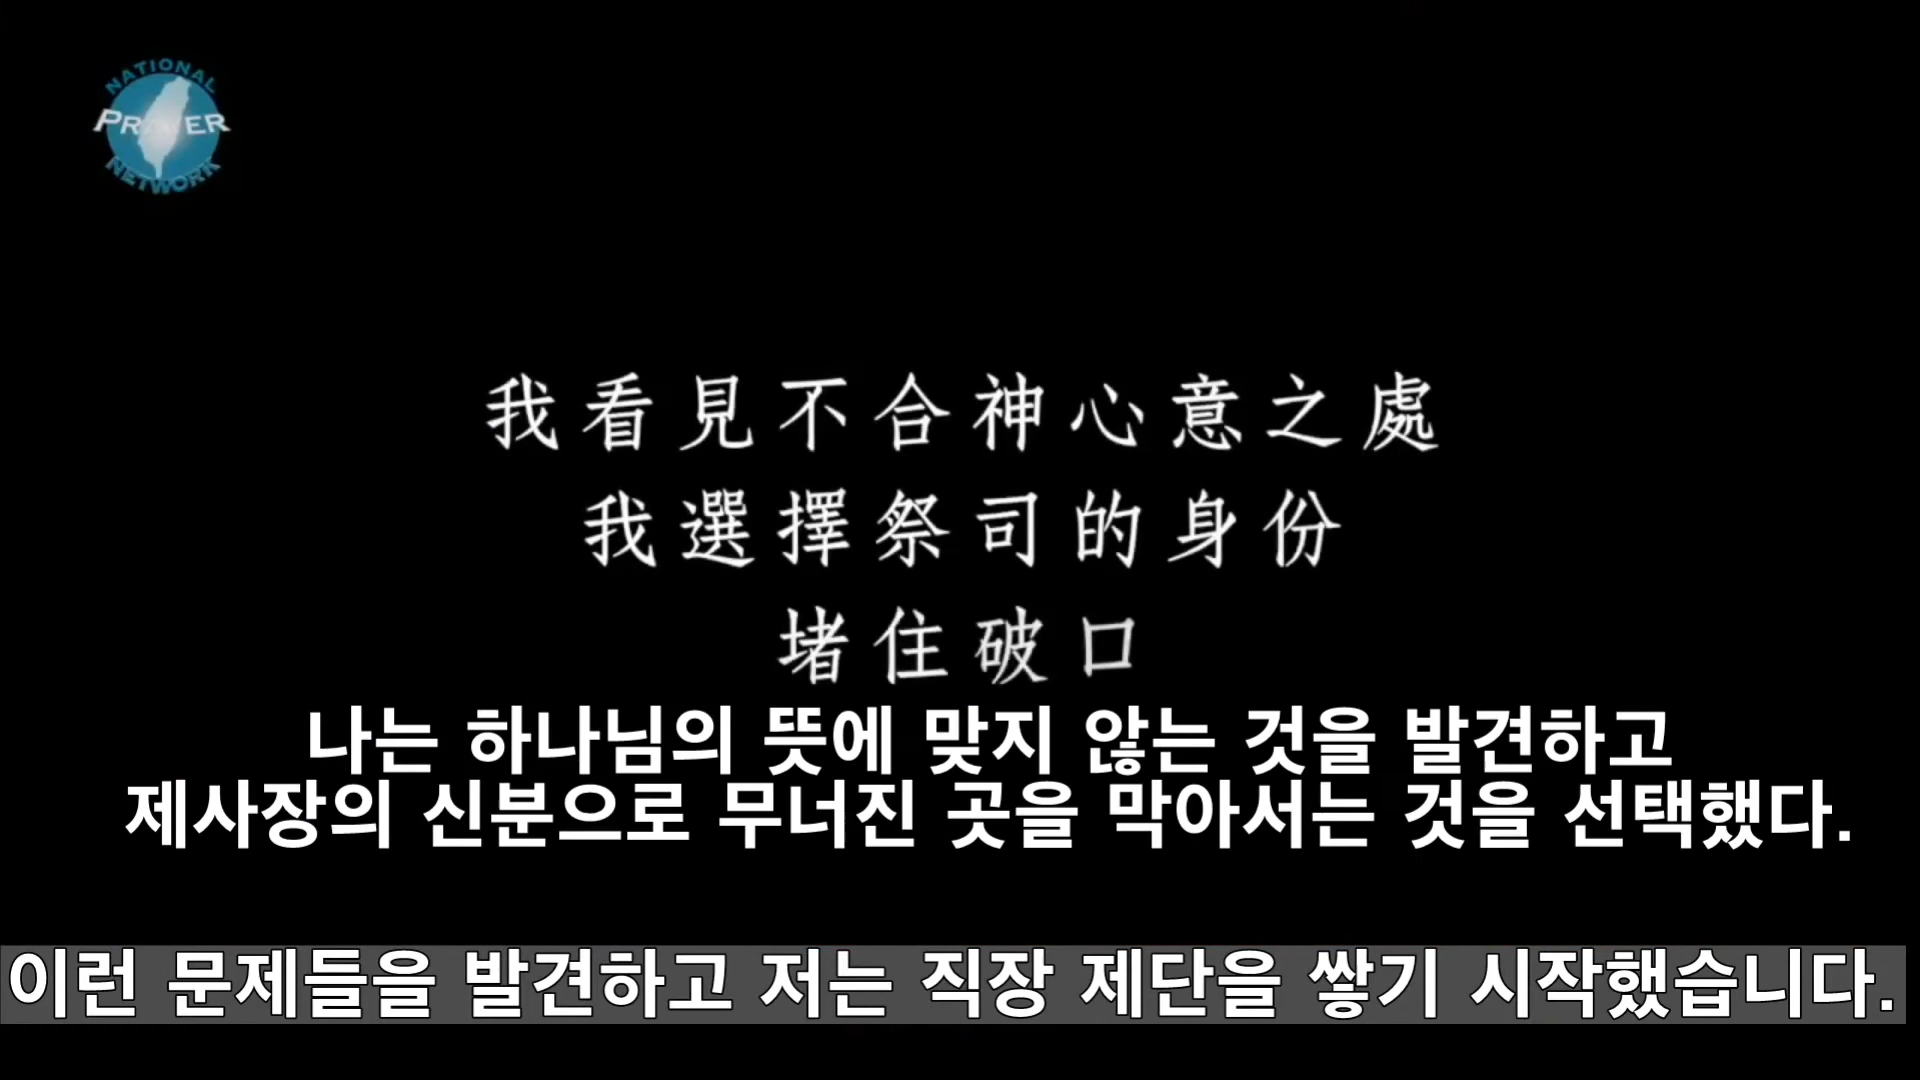 NATIONAL
PRAYER
NETWORK
我看見不合神心意之處
我選擇祭司的身份
堵住破口
나는 하나님의 뜻에 맞지 않는 것을 발견하고
제사장의 신분으로 무너진 곳을 막아서는 것을 선택했다.
이런 문제들을 발견하고 저는 직장 제단을 쌓기 시작했습니다.